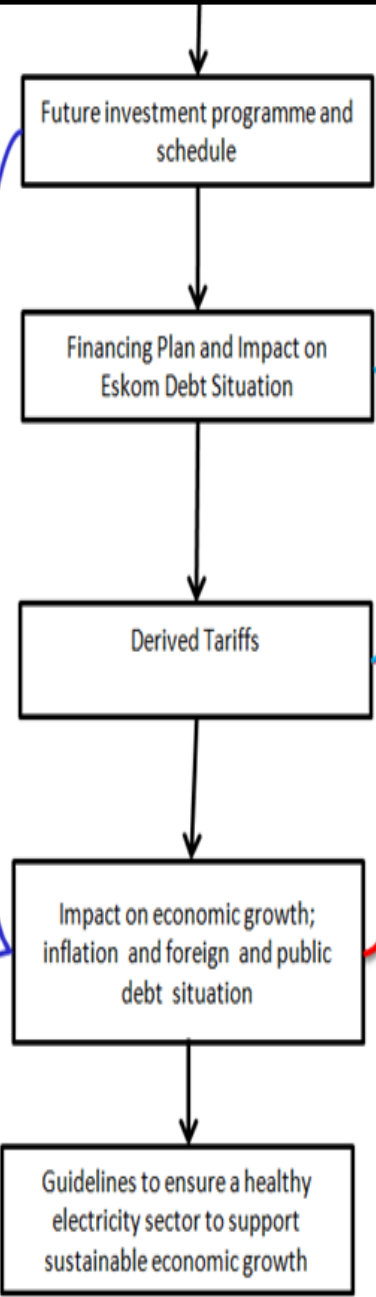 Future investment programme and
schedule
Financing Plan and Impact on
Eskom Debt Situation
Derived Tariffs
Impact on economic growth;
inflation and foreign and public
debt situation
Guidelines to ensure a healthy
electricity sector to support
sustainable economic growth